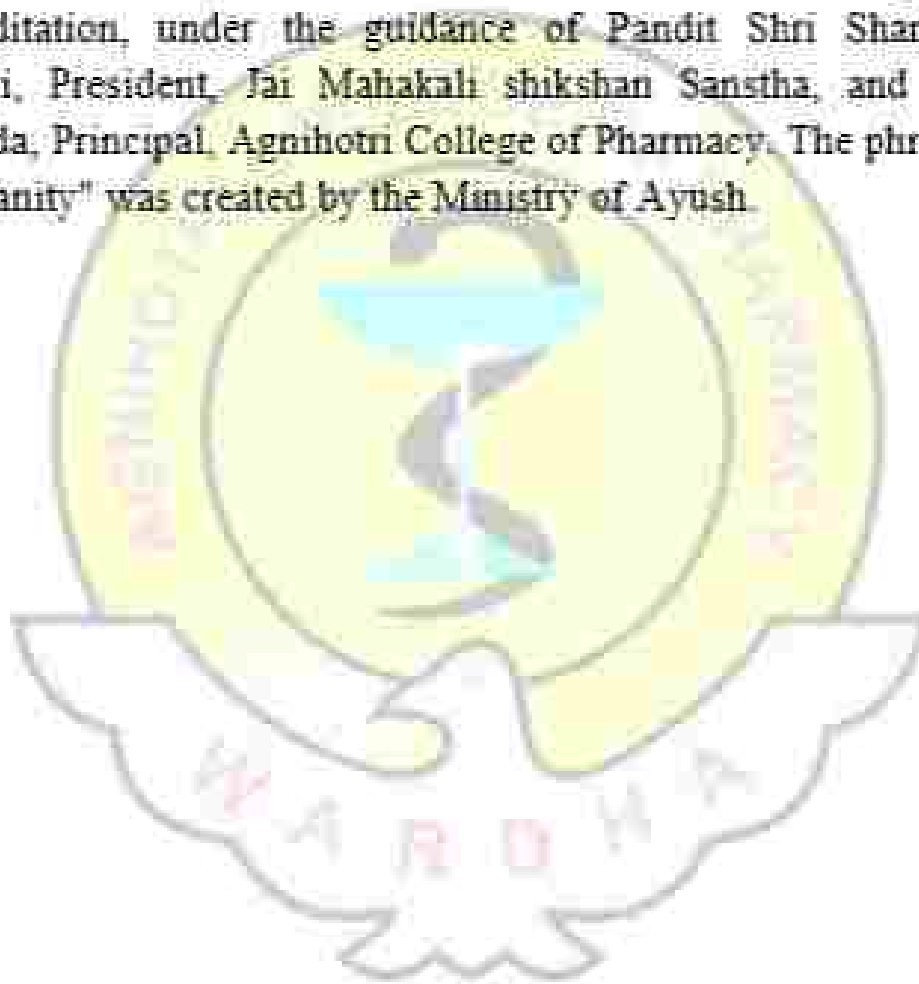 ditation, under the guidance of Pandit Shri Shan
i, President, Jai Mahakali shikshan Sanstha, and
da, Principal, Agnihotri College of Pharmacy. The phr
anity" was created by the Ministry of Ayush.
WARDHA